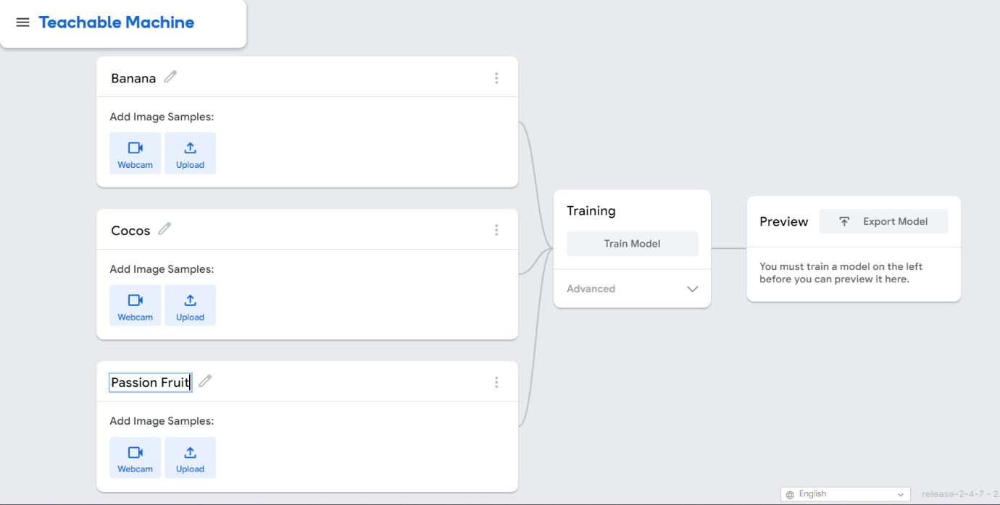 Teachable Machine
Banana
Add Image Samples:
Webcam
Upload
Cocos
Add Image Samples:
Webcam
Upload
Passion Fruit
Add Image Samples:
Webcam
Upload
Training
Train Model
Advanced
Preview
Export Model
You must train a model on the left
before you can preview it here.
English
release-2-4-7 - 2.